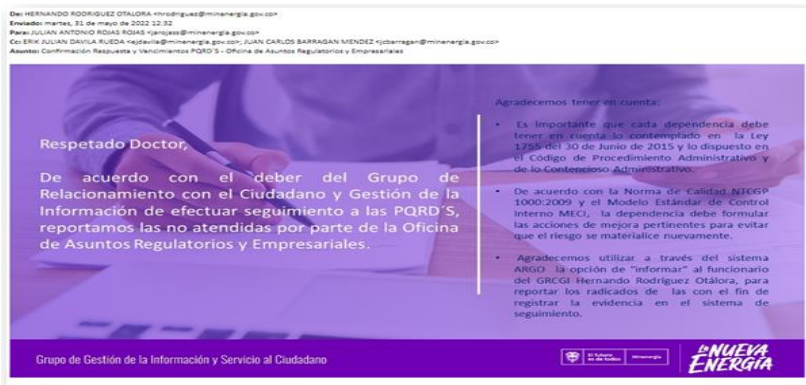 De: HERNANDO RODRIGUEZ OTALORA <hrodriguez@minenergia.gov.co>
Enviado: martes, 31 de mayo de 2022 12:32
Para: JULIAN ANTONIO ROJAS ROJAS <jarojass@minenergia.gov.co>
Cc: ERIK JULIAN DAVILA RUEDA <ejdavila@minenergia.gov.co>; JUAN CARLOS BARRAGAN MENDEZ <jcbarragan@minenergia.gov.co>
Asunto: Confirmación Respuesta y Vencimientos PQRD'S - Oficina de Asuntos Regulatorios y Empresariales
Respetado Doctor,
De acuerdo con el deber del Grupo de
Relacionamiento con el Ciudadano y Gestión de la
Información de efectuar seguimiento a las PQRD´S,
reportamos las no atendidas por parte de la Oficina
de Asuntos Regulatorios y Empresariales.
Agradecemos tener en cuenta:
• Es importante que cada dependencia debe
tener en cuenta lo contemplado en la Ley
1755 del 30 de Junio de 2015 y lo dispuesto en
el Código de Procedimiento Administrativo y
de lo Contencioso Administrativo.
• De acuerdo con la Norma de Calidad NTCGP
1000:2009 y el Modelo Estándar de Control
Interno MECI, la dependencia debe formular
las acciones de mejora pertinentes para evitar
que el riesgo se materialice nuevamente.
• Agradecemos utilizar a través del sistema
ARGO la opción de "informar" al funcionario
del GRCGI Hernando Rodríguez Otálora, para
reportar los radicados de las con el fin de
registrar la evidencia en el sistema de
seguimiento.
Grupo de Gestión de la Información y Servicio al Ciudadano
El futuro
es de todos
Minenergía
LA NUEVA
ENERGÍA